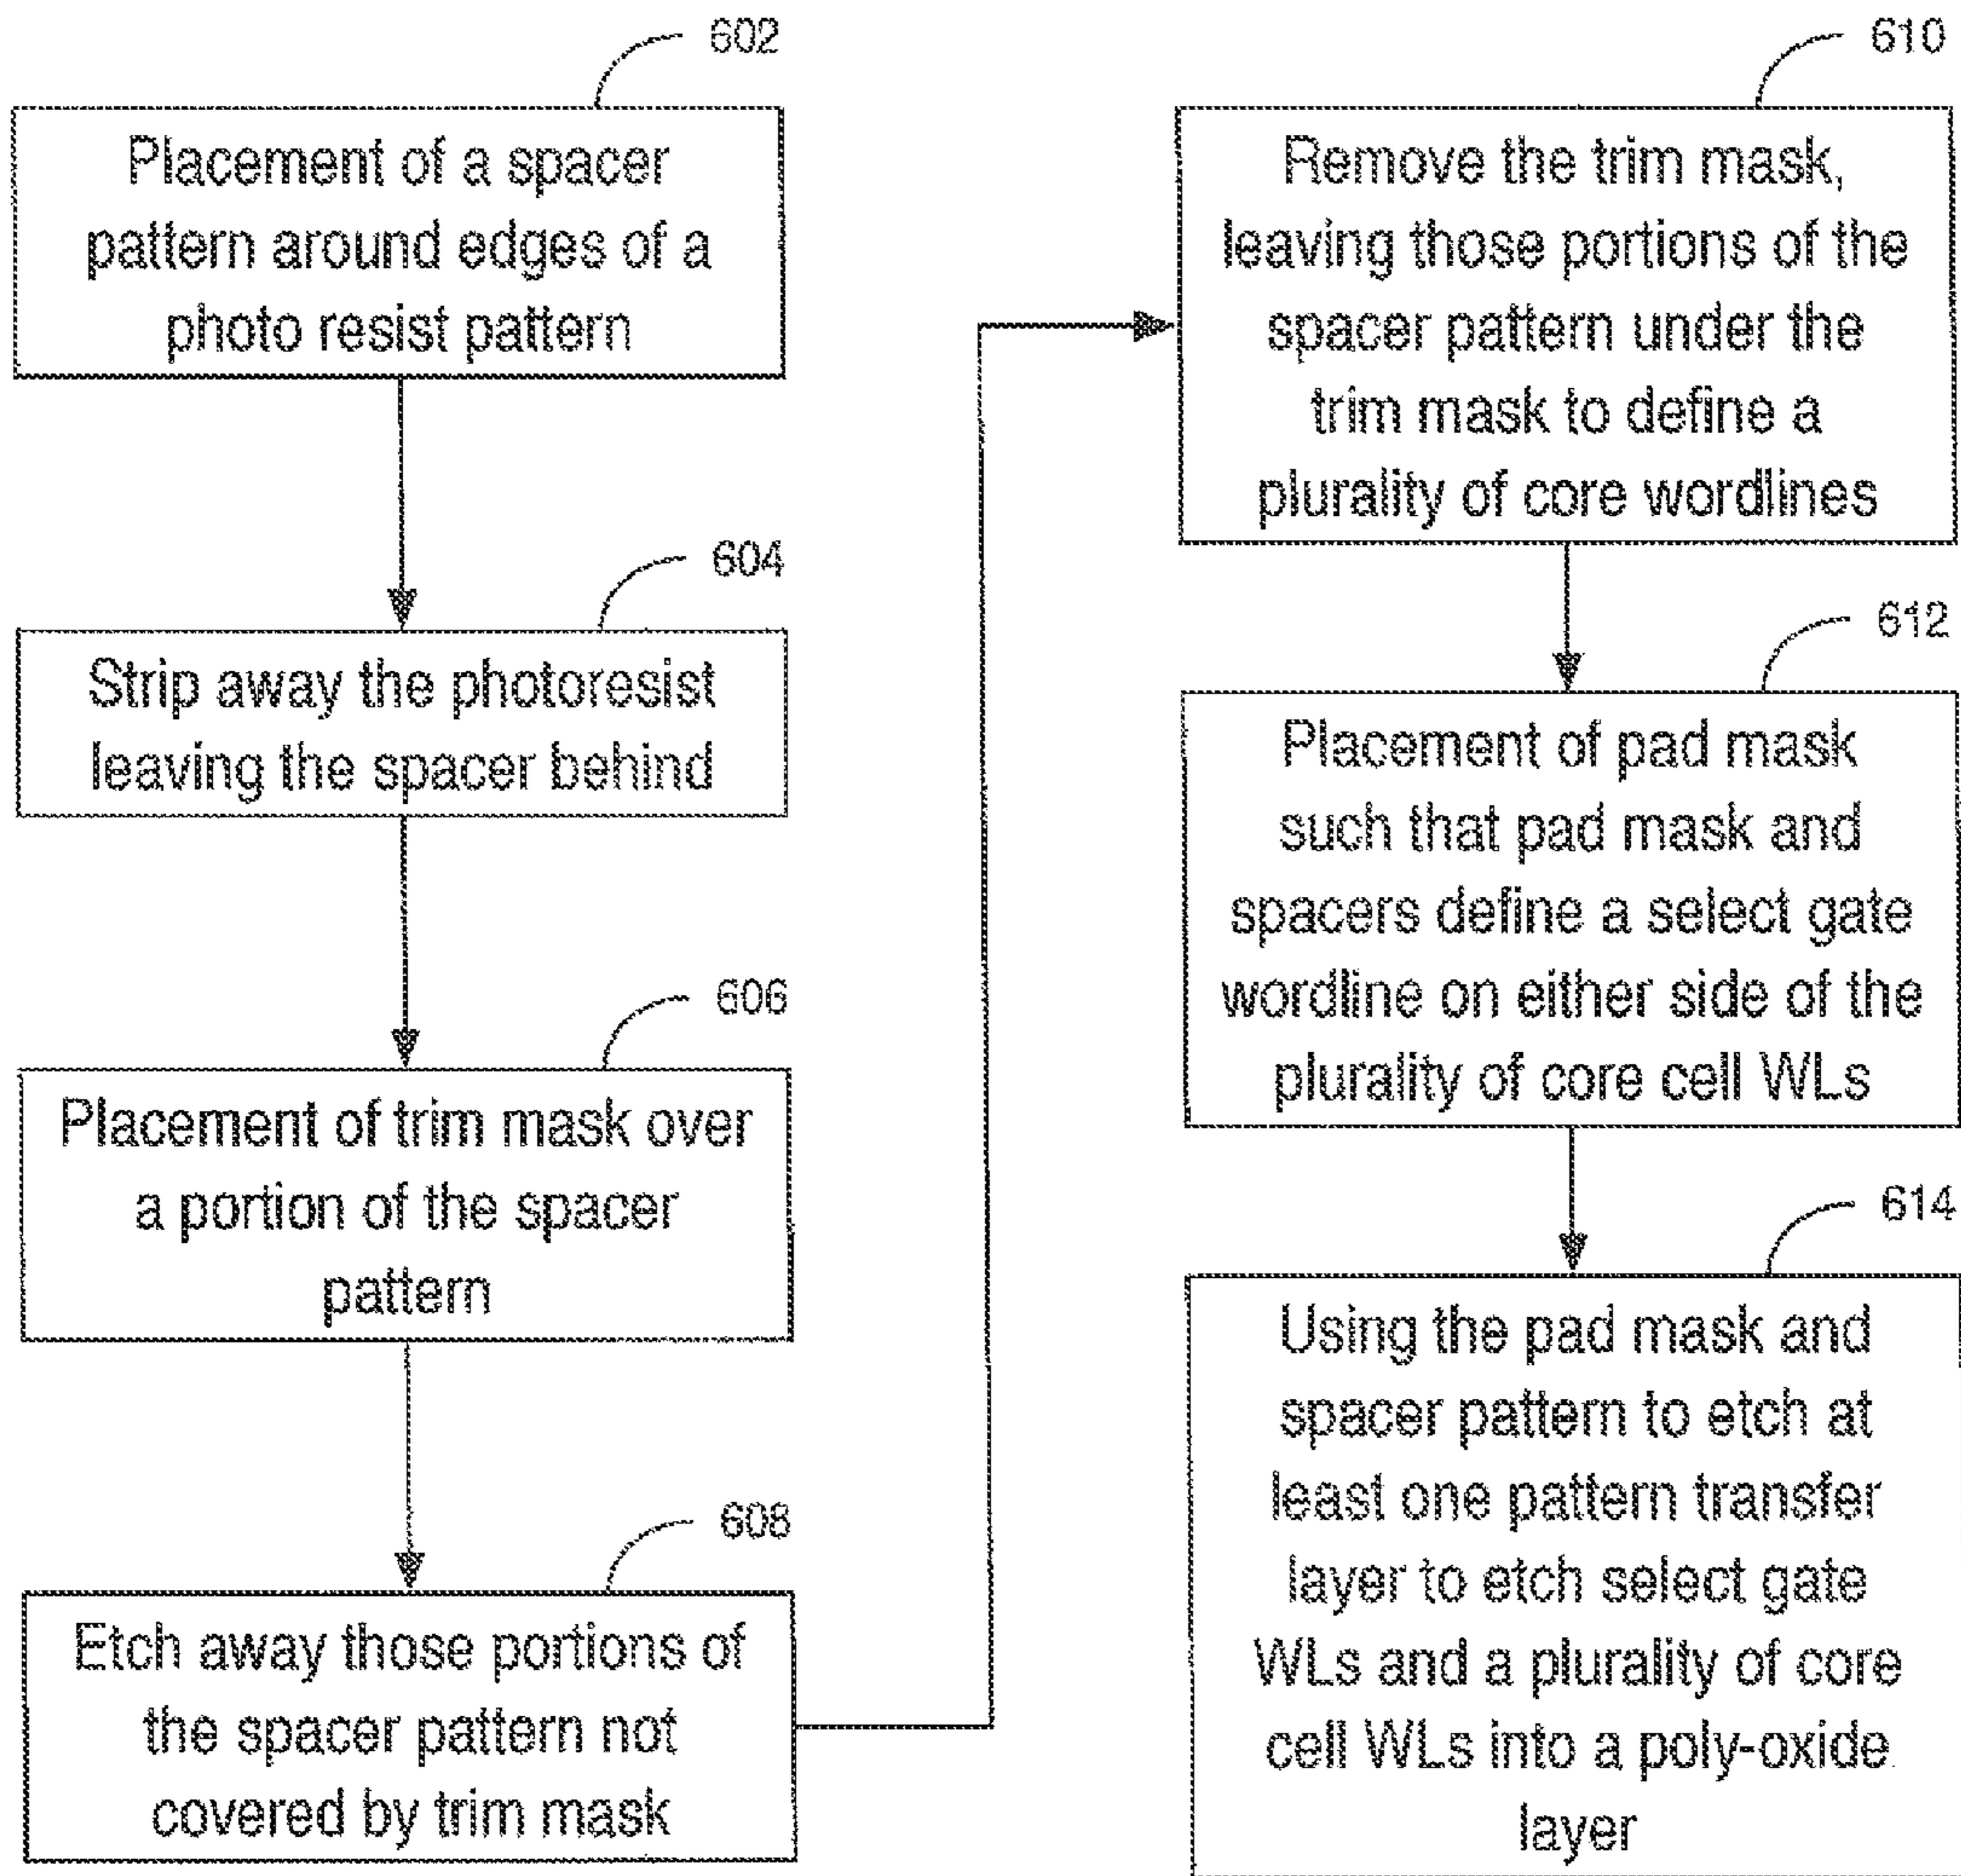 602
Placement of a spacer
pattern around edges of a
photo resist pattern
604
Strip away the photoresist
leaving the spacer behind
606
Placement of trim mask over
a portion of the spacer
pattern
608
Etch away those portions of
the spacer pattern not
covered by trim mask
610
Remove the trim mask,
leaving those portions of the
spacer pattern under the
trim mask to define a
plurality of core wordlines
612
Placement of pad mask
such that pad mask and
spacers define a select gate
wordline on either side of the
plurality of core cell WLs
614
Using the pad mask and
spacer pattern to etch at
least one pattern transfer
layer to etch select gate
WLs and a plurality of core
cell WLs into a poly-oxide
layer